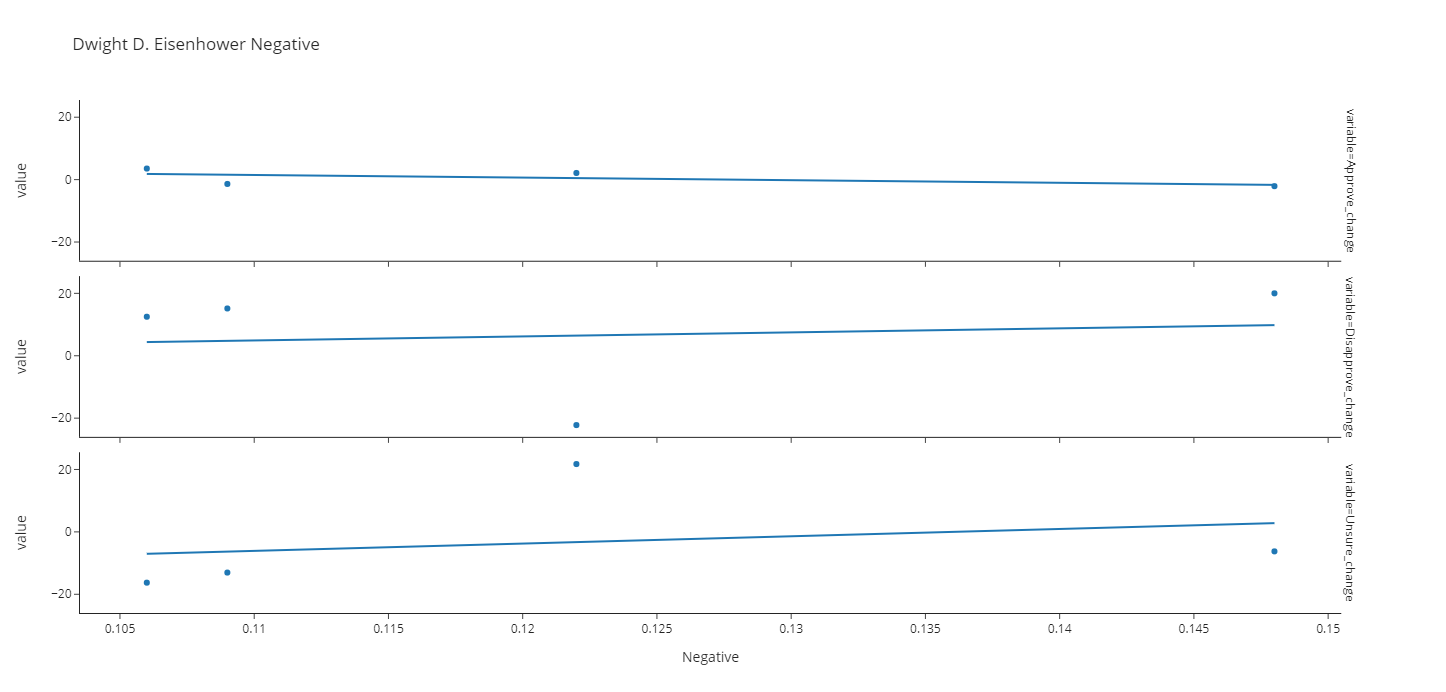 Dwight D. Eisenhower Negative
20
0
−20
value
variable=Approve_change
20
0
−20
value
variable=Disapprove_change
20
0
−20
value
variable=Unsure_change
0.105 0.11 0.115 0.12 0.125 0.13 0.135 0.14 0.145 0.15
Negative